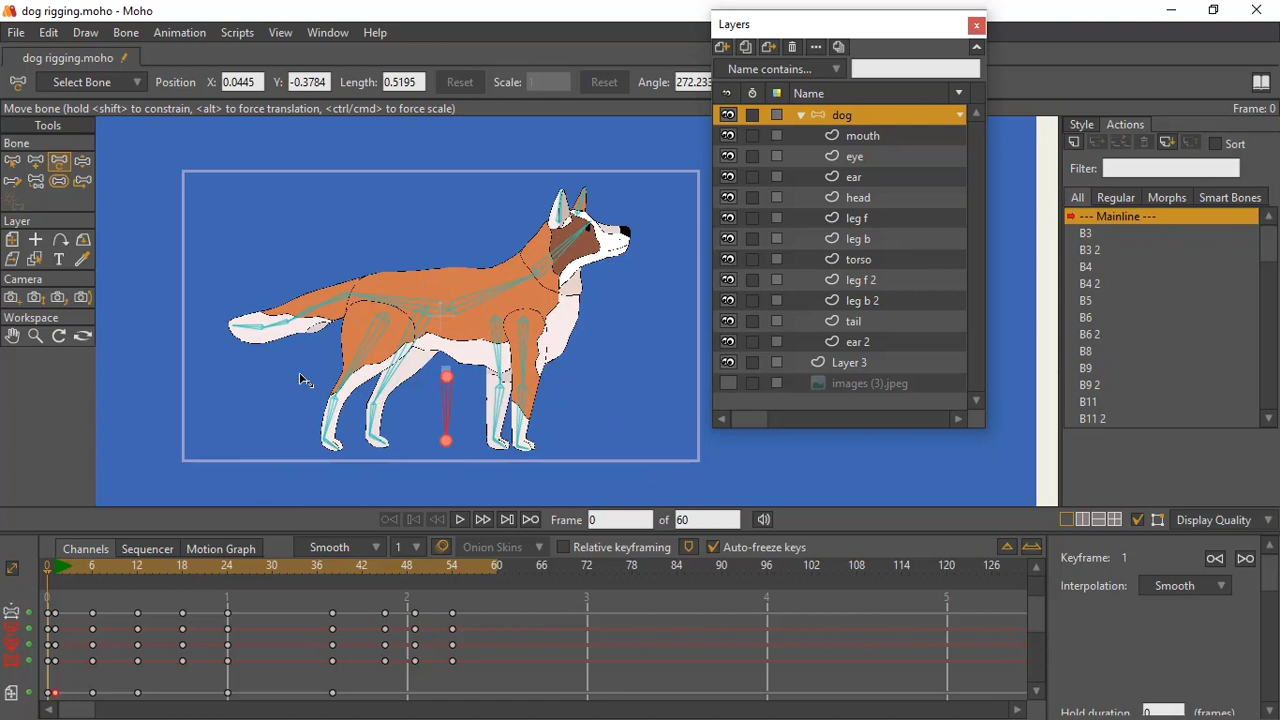 dog rigging.moho - Moho
File Edit Draw Bone Animation Scripts View Window Help
dog rigging.moho
Select Bone Position X: 0.0445 Y: -0.3784 Length: 0.5195 Reset Scale: 1 Reset Angle: 272.233
Move bone (hold <shift> to constrain, <alt> to force translation, <ctrl/cmd> to force scale)
Frame: 0
Tools
Bone
Layer
Camera
Workspace
Layers
Name contains...
Name
dog
mouth
eye
ear
head
leg f
leg b
torso
leg f 2
leg b 2
tail
ear 2
Layer 3
images (3).jpeg
Style Actions
Sort
Filter:
All Regular Morphs Smart Bones
--- Mainline ---
B3
B3 2
B4
B4 2
B5
B6
B6 2
B8
B9
B9 2
B11
B11 2
Frame 0 of 60
Display Quality
Channels Sequencer Motion Graph Smooth 1 Onion Skins Relative keyframing Auto-freeze keys
0 6 12 18 24 30 36 42 48 54 60 66 72 78 84 90 96 102 108 114 120 126
0 1 2 3 4 5
Keyframe: 1
Interpolation: Smooth
Hold duration 0 (frames)